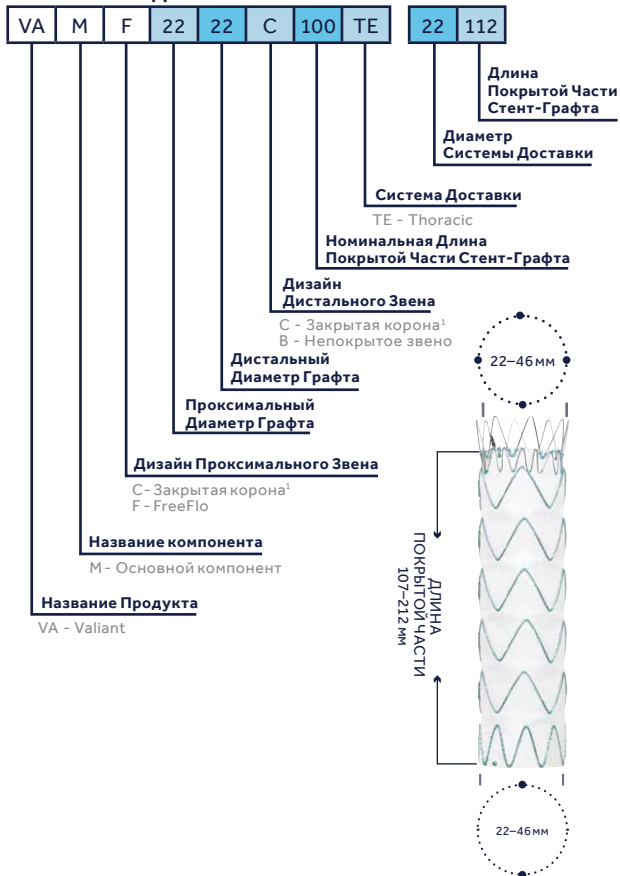 VA M F 22 22 C 100 TE 22 112
Длина
Покрытой Части
Стент-Графта
Диаметр
Системы Доставки
Система Доставки
TE - Thoracic
Номинальная Длина
Покрытой Части Стент-Графта
Дизайн
Дистального Звена
C - Закрытая корона¹
B - Непокрытое звено
Дистальный
Диаметр Графта
Проксимальный
Диаметр Графта
Дизайн Проксимального Звена
C- Закрытая корона¹
F - FreeFlo
Название компонента
M - Основной компонент
Название Продукта
VA - Valiant
22–46 мм
ДЛИНА
ПОКРЫТОЙ ЧАСТИ
107–212 мм
22–46 мм